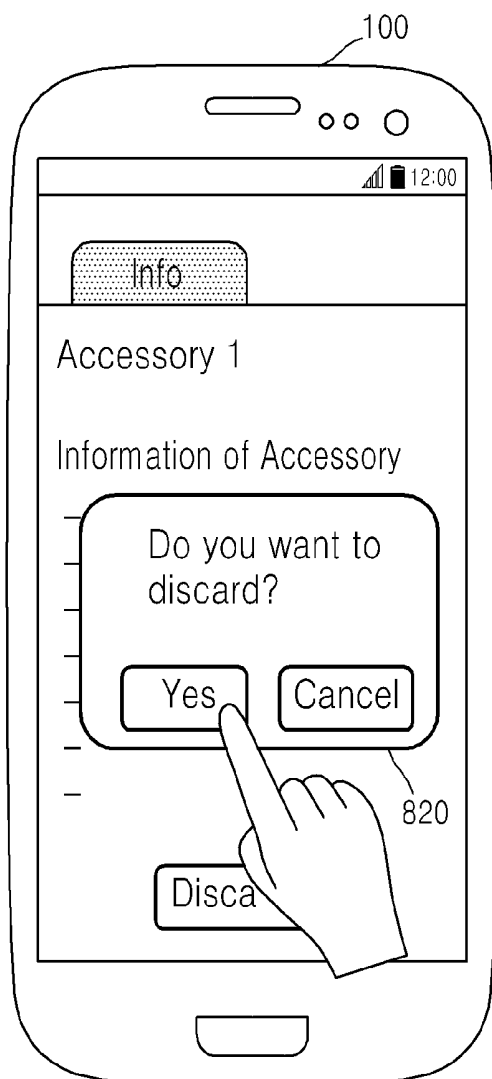 100
12:00
Info
Accessory 1
Information of Accessory
Do you want to
discard?
Yes
Cancel
820
Disca